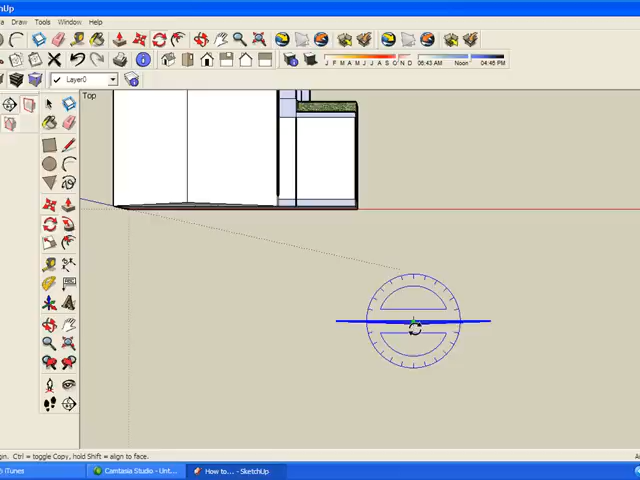 SketchUp
Draw Tools Window Help
J F M A M J J A S O N D 06:43 AM Noon 04:46 PM
Layer0
Top
gn. Ctrl = toggle Copy, hold Shift = align to face.
iTunes Camtasia Studio - Unt... How to... - SketchUp